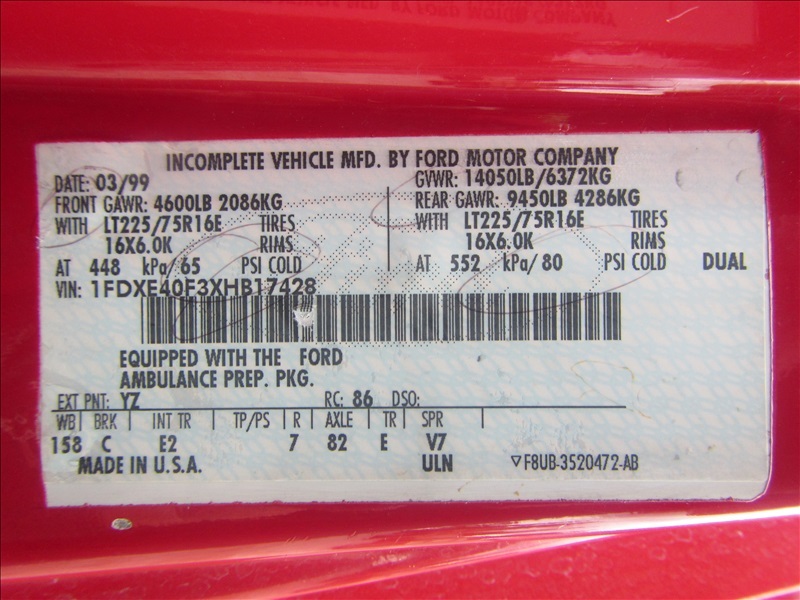 INCOMPLETE VEHICLE MFD. BY FORD MOTOR COMPANY
DATE: 03/99 GVWR: 14050LB/6372KG
FRONT GAWR: 4600LB 2086KG REAR GAWR: 9450LB 4286KG
WITH LT225/75R16E TIRES WITH LT225/75R16E TIRES
16X6.0K RIMS 16X6.0K RIMS
AT 448 kPa/65 PSI COLD AT 552 kPa/80 PSI COLD DUAL
VIN: 1FDXE40F3XHB17428
EQUIPPED WITH THE FORD
AMBULANCE PREP. PKG.
EXT PNT: YZ RC: 86 DSO:
WB BRK INT TR TP/PS R AXLE TR SPR
158 C E2 7 82 E V7
MADE IN U.S.A. ULN ▽F8UB-3520472-AB